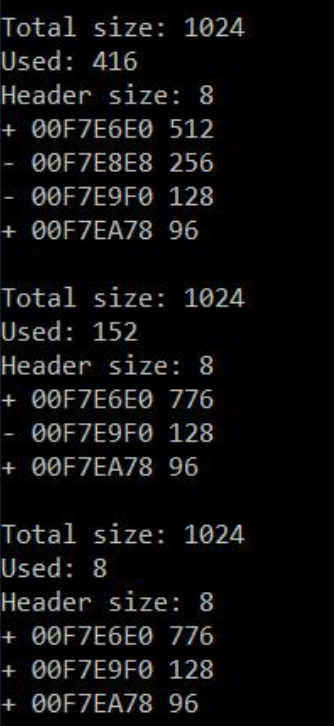 Total size: 1024
Used: 416
Header size: 8
+ 00F7E6E0 512
- 00F7E8E8 256
- 00F7E9F0 128
+ 00F7EA78 96
Total size: 1024
Used: 152
Header size: 8
+ 00F7E6E0 776
- 00F7E9F0 128
+ 00F7EA78 96
Total size: 1024
Used: 8
Header size: 8
+ 00F7E6E0 776
+ 00F7E9F0 128
+ 00F7EA78 96